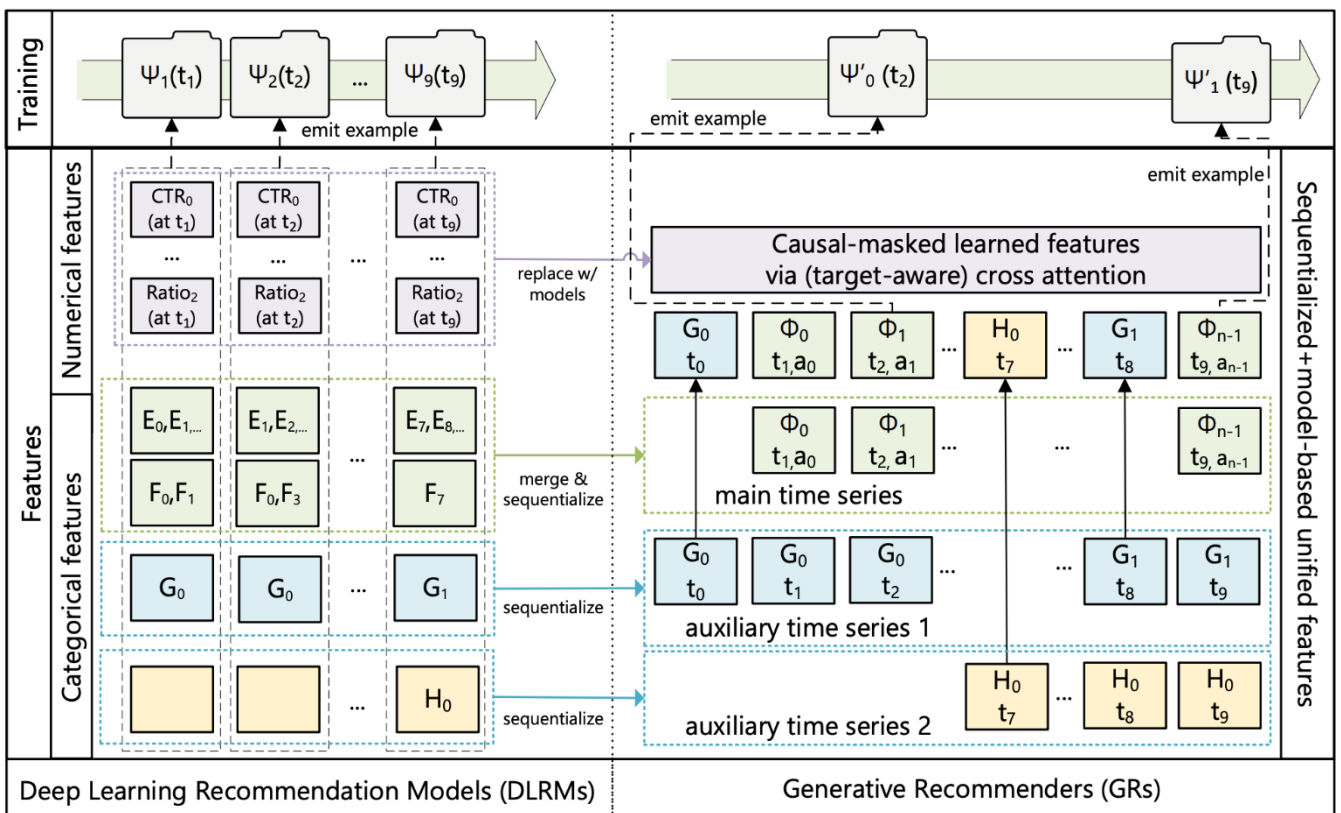 Training
Ψ₁(t₁)
Ψ₂(t₂)
...
Ψ₉(t₉)
emit example
Ψ'₀ (t₂)
Ψ'₁ (t₉)
emit example
emit example
Features
Numerical features
CTR₀
(at t₁)
...
Ratio₂
(at t₁)
CTR₀
(at t₂)
...
Ratio₂
(at t₂)
...
CTR₀
(at t₉)
...
Ratio₂
(at t₉)
replace w/
models
Categorical features
E₀,E₁,...
F₀,F₁
E₁,E₂,...
F₀,F₃
...
E₇,E₈,...
F₇
merge &
sequentialize
G₀
G₀
...
G₁
sequentialize
...
H₀
sequentialize
Causal-masked learned features
via (target-aware) cross attention
G₀
t₀
Φ₀
t₁,a₀
Φ₁
t₂, a₁
...
H₀
t₇
...
G₁
t₈
Φₙ₋₁
t₉, aₙ₋₁
Φ₀
t₁,a₀
Φ₁
t₂, a₁
...
...
Φₙ₋₁
t₉, aₙ₋₁
main time series
G₀
t₀
G₀
t₁
G₀
t₂
...
...
G₁
t₈
G₁
t₉
auxiliary time series 1
H₀
t₇
...
H₀
t₈
H₀
t₉
auxiliary time series 2
Sequentialized+model-based unified features
Deep Learning Recommendation Models (DLRMs)
Generative Recommenders (GRs)